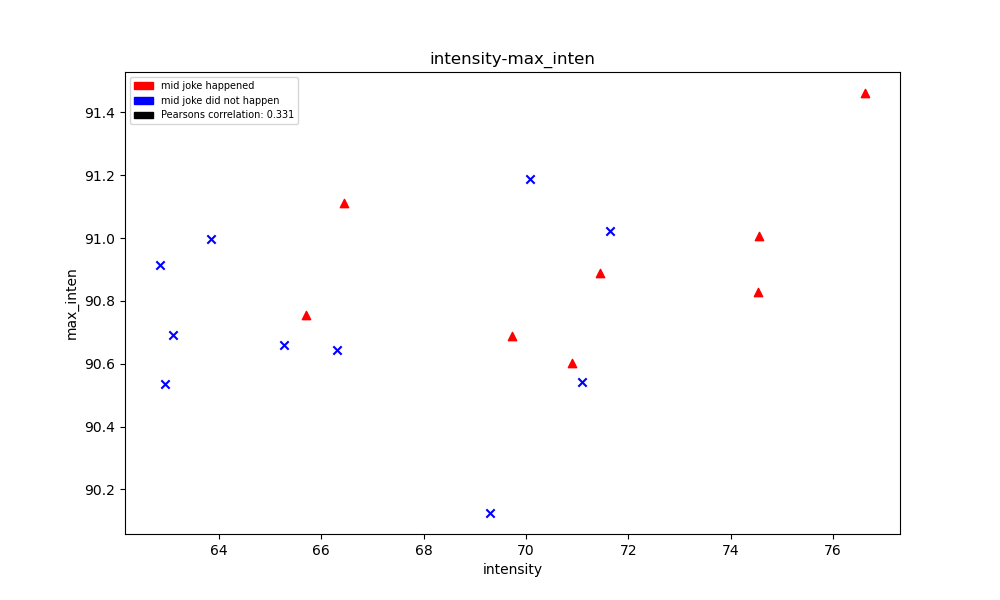 intensity-max_inten
mid joke happened
mid joke did not happen
Pearsons correlation: 0.331
91.4
91.2
91.0
90.8
90.6
90.4
90.2
max_inten
64 66 68 70 72 74 76
intensity